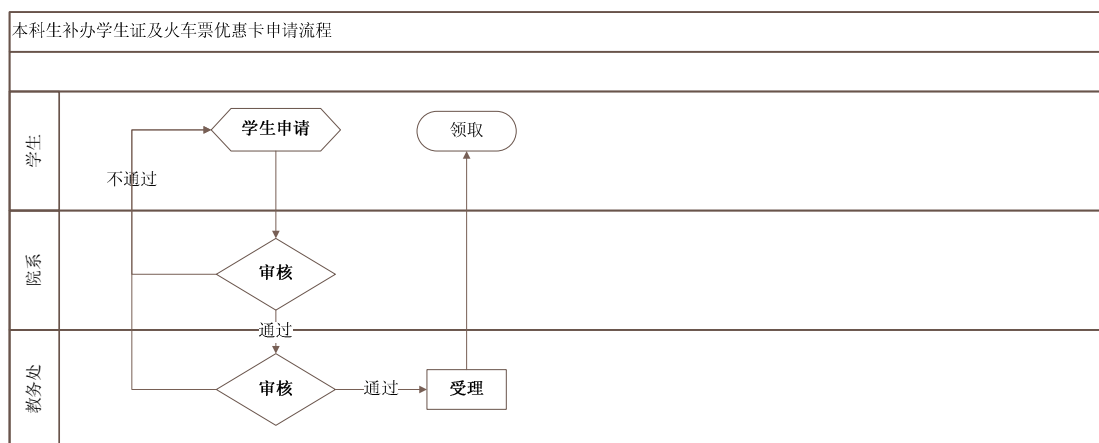 本科生补办学生证及火车票优惠卡申请流程
学生
学生申请
领取
不通过
院系
审核
通过
教务处
审核
通过
受理